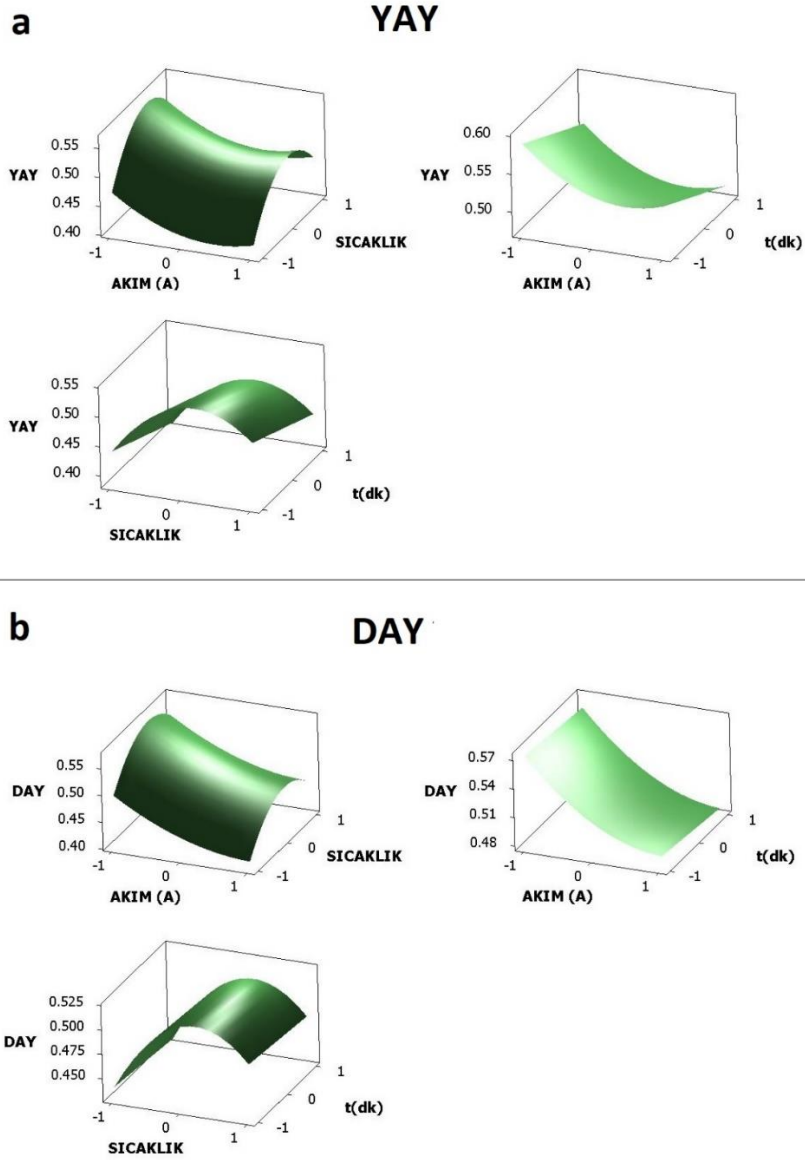 a
YAY
0.55
0.50
0.45
0.40
YAY
-1
0
1
AKIM (A)
1
0
-1
SICAKLIK
0.60
0.55
0.50
YAY
-1
0
1
AKIM (A)
1
0
-1
t(dk)
0.55
0.50
0.45
0.40
YAY
-1
0
1
SICAKLIK
1
0
-1
t(dk)
b
DAY
0.55
0.50
0.45
0.40
DAY
-1
0
1
AKIM (A)
1
0
-1
SICAKLIK
0.57
0.54
0.51
0.48
DAY
-1
0
1
AKIM (A)
1
0
-1
t(dk)
0.525
0.500
0.475
0.450
DAY
-1
0
1
SICAKLIK
1
0
-1
t(dk)